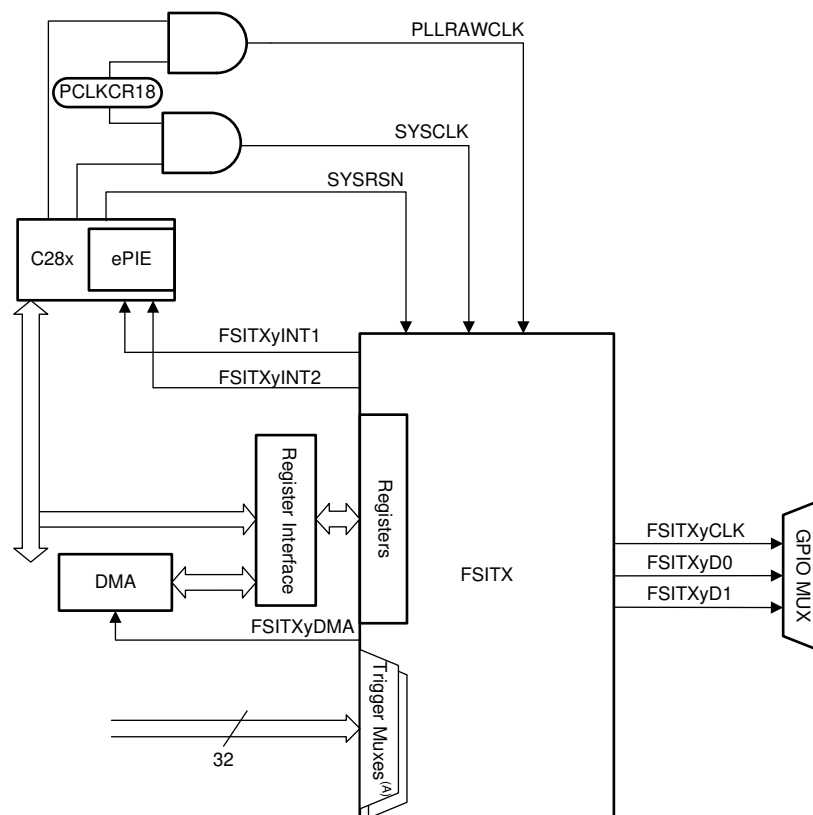 PLLRAWCLK
PCLKCR18
SYSCLK
SYSRSN
C28x
ePIE
FSITXyINT1
FSITXyINT2
Register Interface
Registers
FSITX
FSITXyCLK
FSITXyD0
FSITXyD1
GPIO MUX
DMA
FSITXyDMA
Trigger Muxes(A)
32